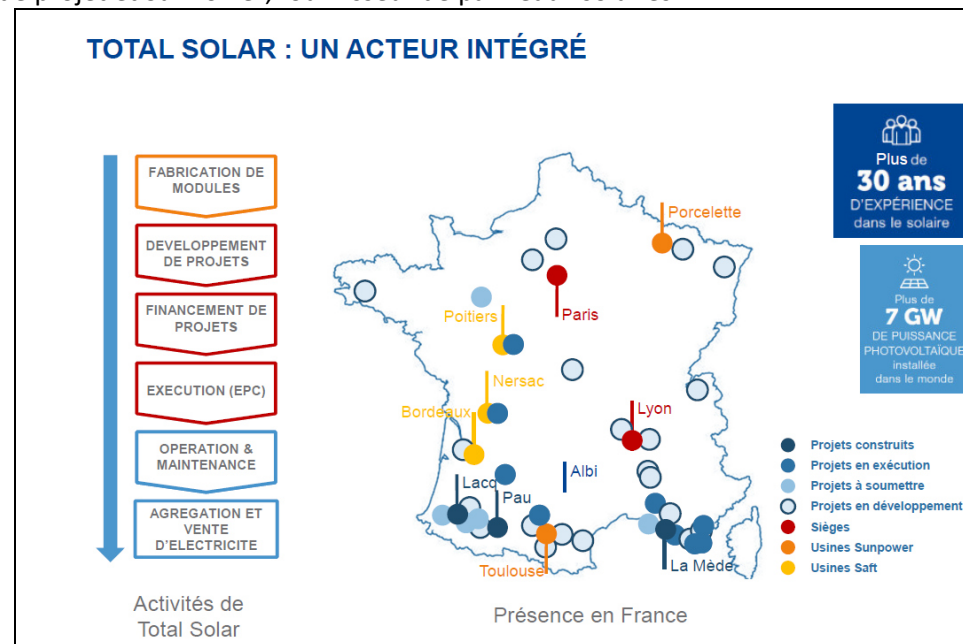 TOTAL SOLAR : UN ACTEUR INTÉGRÉ
FABRICATION DE
MODULES
DEVELOPPEMENT
DE PROJETS
FINANCEMENT DE
PROJETS
EXECUTION (EPC)
OPERATION &
MAINTENANCE
AGREGATION ET
VENTE
D'ELECTRICITE
Activités de
Total Solar
Porcelette
Paris
Poitiers
Nersac
Bordeaux
Lyon
Albi
Lacq
Pau
Toulouse
La Mède
Présence en France
Plus de
30 ans
D'EXPÉRIENCE
dans le solaire
Plus de
7 GW
DE PUISSANCE
PHOTOVOLTAÏQUE
installée
dans le monde
Projets construits
Projets en exécution
Projets à soumettre
Projets en développement
Sièges
Usines Sunpower
Usines Saft